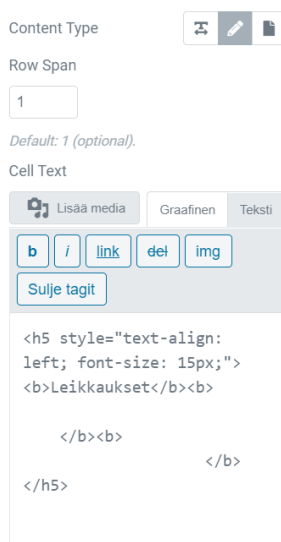 Content Type
Row Span
1
Default: 1 (optional).
Cell Text
Lisää media
Graafinen Teksti
b i link del img
Sulje tagit
<h5 style="text-align:
left; font-size: 15px;">
<b>Leikkaukset</b><b>
</b><b>
</b>
</h5>